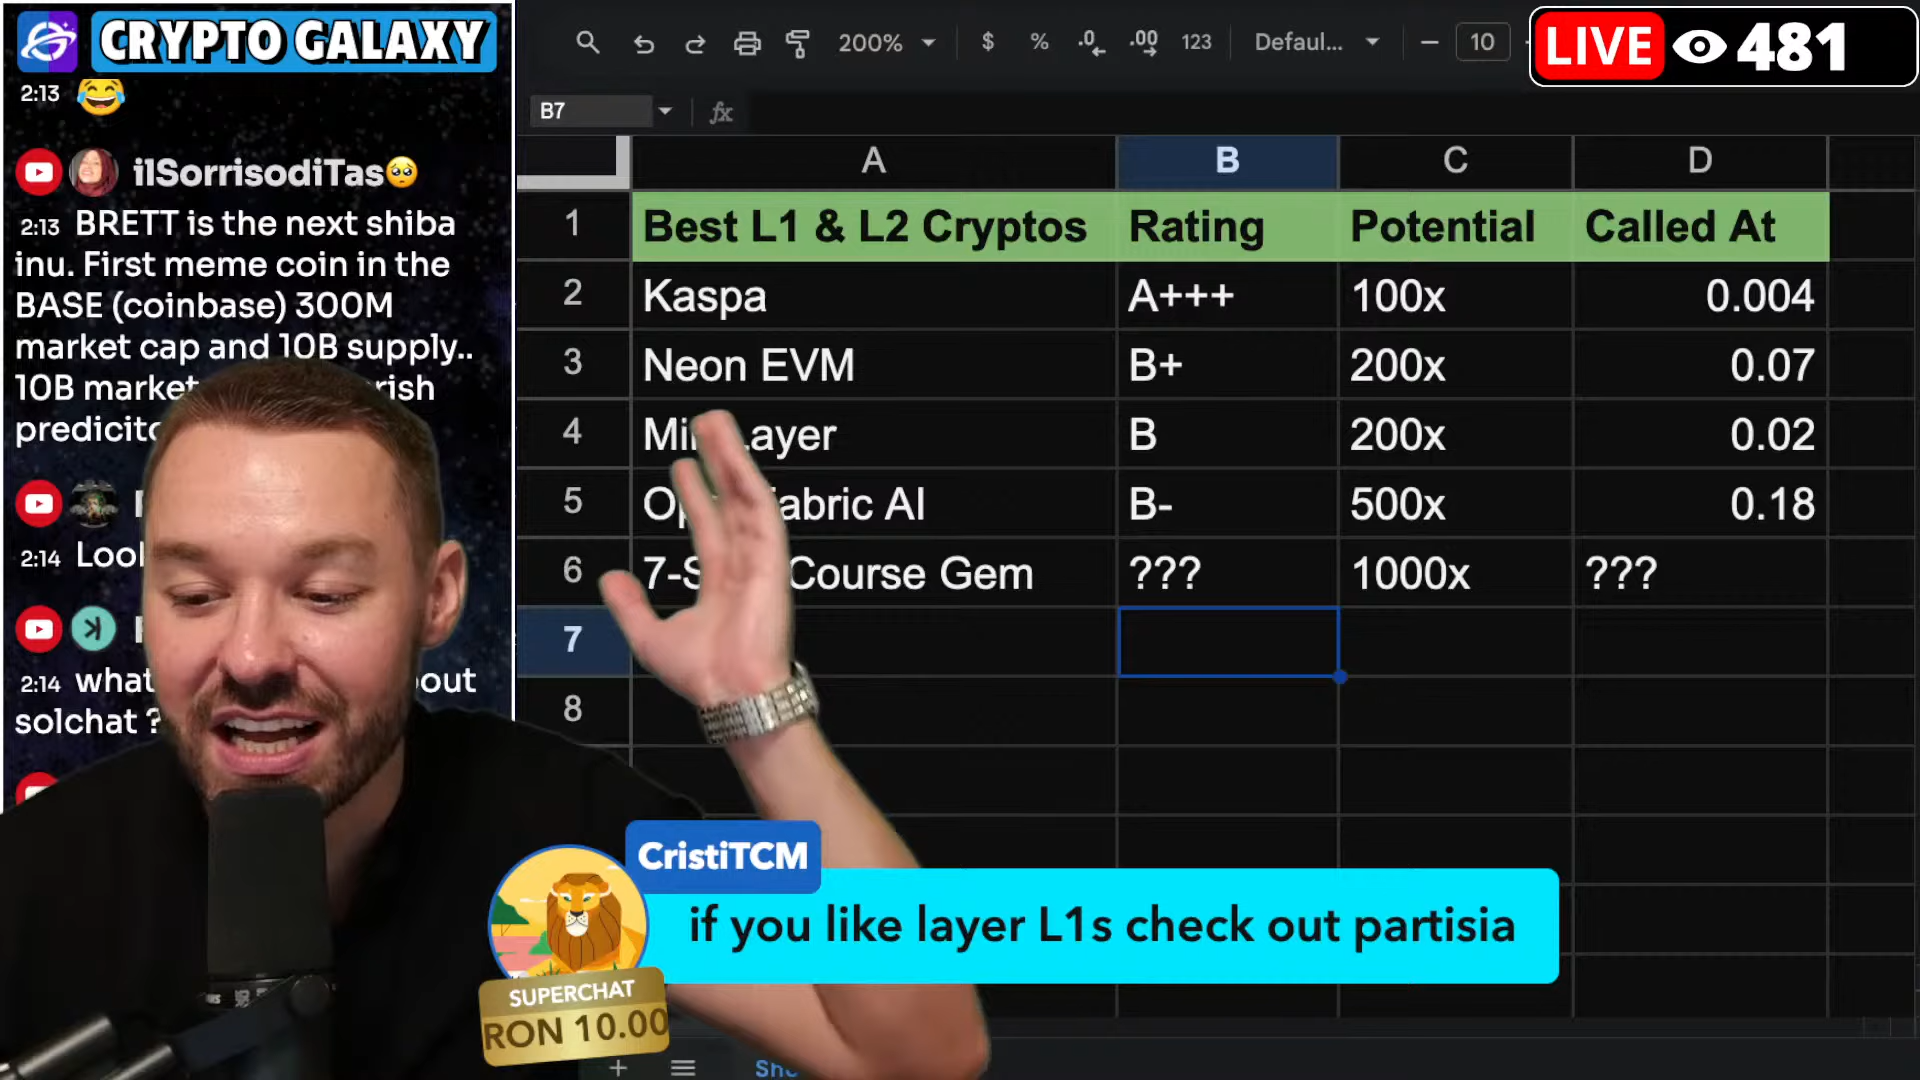 CRYPTO GALAXY
2:13 😂
ilSorrisodiTas🥺
2:13 BRETT is the next shiba
inu. First meme coin in the
BASE (coinbase) 300M
market cap and 10B supply..
10B market
2:14
2:14 what
solchat ?
200%
$
%
.0
.00
123
Defaul...
10
LIVE 481
B7
fx
A B C D
1 Best L1 & L2 Cryptos Rating Potential Called At
2 Kaspa A+++ 100x 0.004
3 Neon EVM B+ 200x 0.07
4 B 200x 0.02
5 AI B- 500x 0.18
6 Course Gem ??? 1000x ???
7
8
CristiTCM
if you like layer L1s check out partisia
SUPERCHAT
RON 10.00